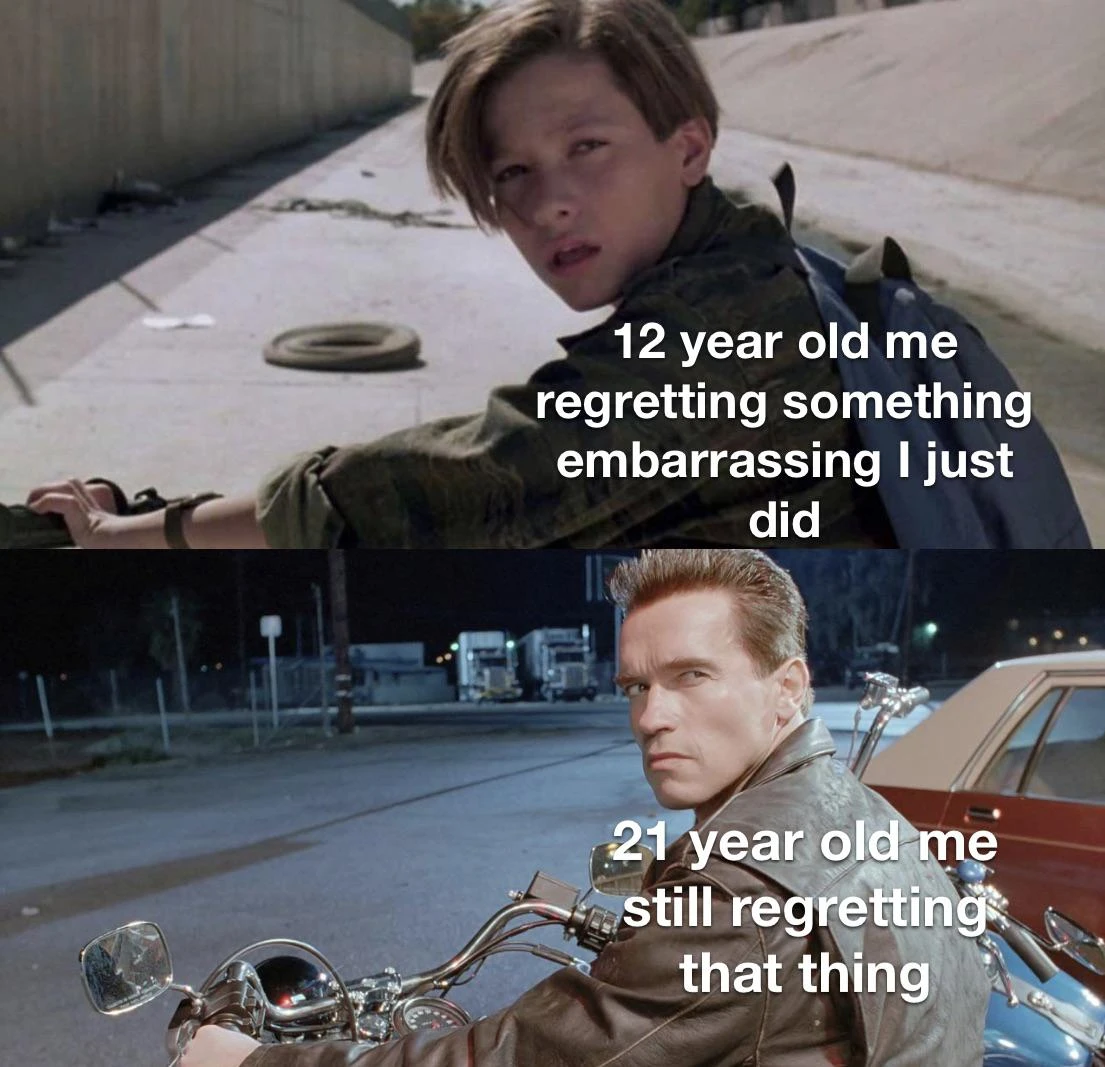 12 year old me
regretting something
embarrassing I just
did
21 year old me
still regretting
that thing